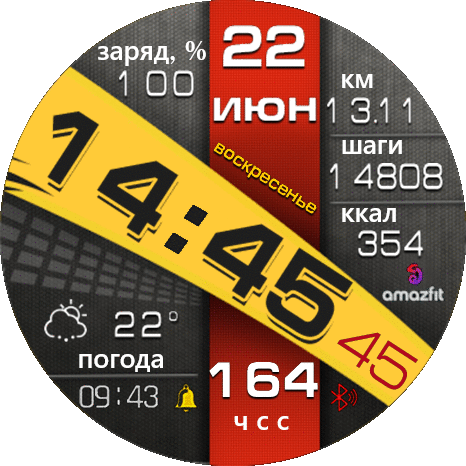 заряд, %
100
22
ИЮН
км
13.11
шаги
14808
воскресенье
14:45
45
ккал
354
amazfit
22°
погода
09:43
164
чсс